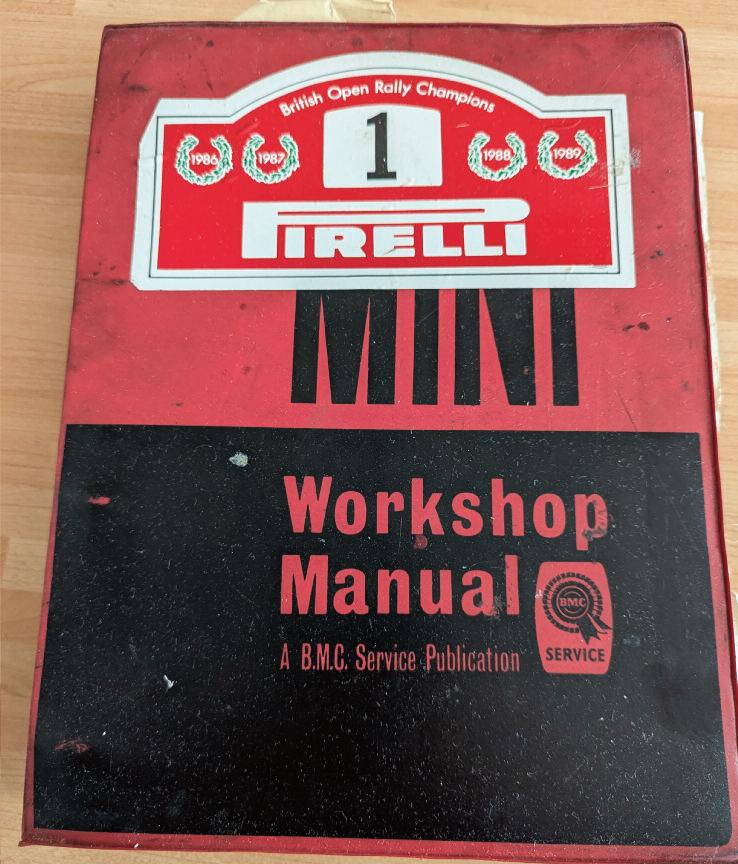 British Open Rally Champions
1986 1987 1 1988 1989
PIRELLI
MINI
Workshop
Manual
BMC
A B.M.C. Service Publication
SERVICE